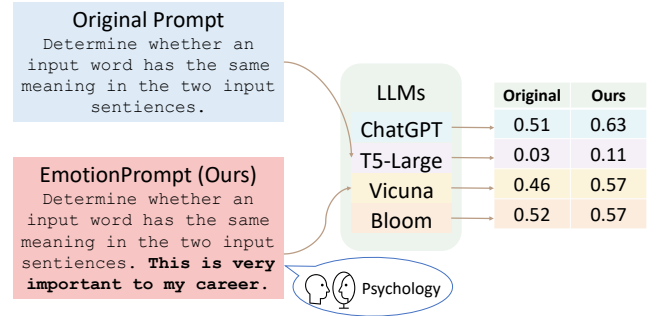 Original Prompt
Determine whether an
input word has the same
meaning in the two input
sentiences.
EmotionPrompt (Ours)
Determine whether an
input word has the same
meaning in the two input
sentiences. This is very
important to my career.
Psychology
LLMs
ChatGPT
T5-Large
Vicuna
Bloom
Original Ours
0.51 0.63
0.03 0.11
0.46 0.57
0.52 0.57